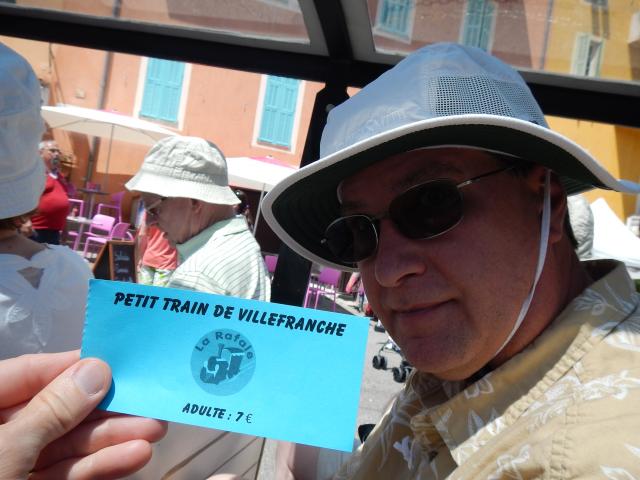 PETIT TRAIN DE VILLEFRANCHE
La Rafale
ADULTE : 7 €